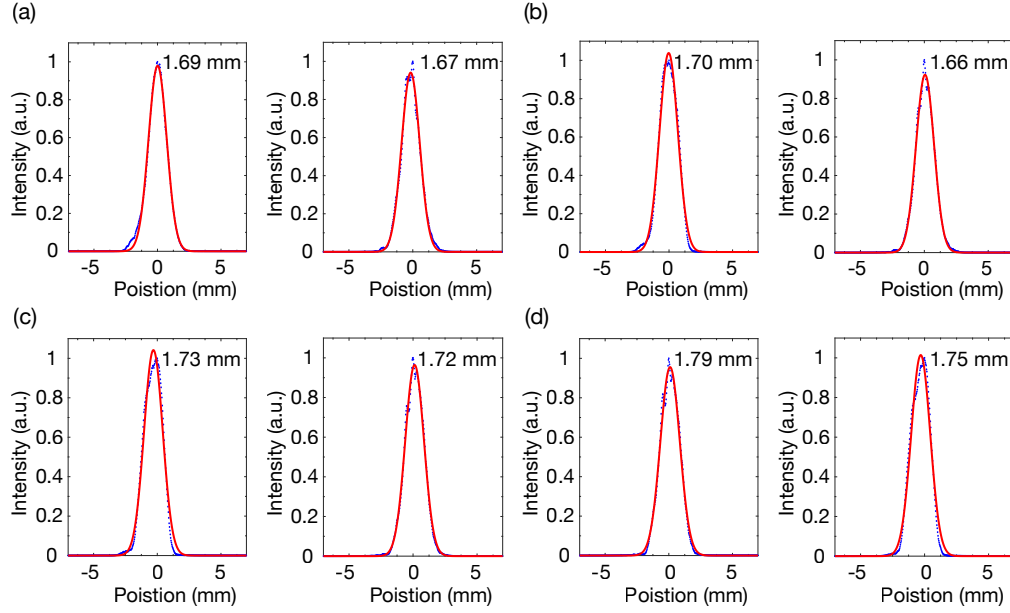 (a)
(b)
1.69 mm
1.67 mm
1.70 mm
1.66 mm
Intensity (a.u.)
Intensity (a.u.)
Intensity (a.u.)
Intensity (a.u.)
1 1 1 1
0.8 0.8 0.8 0.8
0.6 0.6 0.6 0.6
0.4 0.4 0.4 0.4
0.2 0.2 0.2 0.2
0 0 0 0
-5 0 5 -5 0 5 -5 0 5 -5 0 5
Poistion (mm) Poistion (mm) Poistion (mm) Poistion (mm)
(c)
(d)
1.73 mm
1.72 mm
1.79 mm
1.75 mm
Intensity (a.u.)
Intensity (a.u.)
Intensity (a.u.)
Intensity (a.u.)
1 1 1 1
0.8 0.8 0.8 0.8
0.6 0.6 0.6 0.6
0.4 0.4 0.4 0.4
0.2 0.2 0.2 0.2
0 0 0 0
-5 0 5 -5 0 5 -5 0 5 -5 0 5
Poistion (mm) Poistion (mm) Poistion (mm) Poistion (mm)